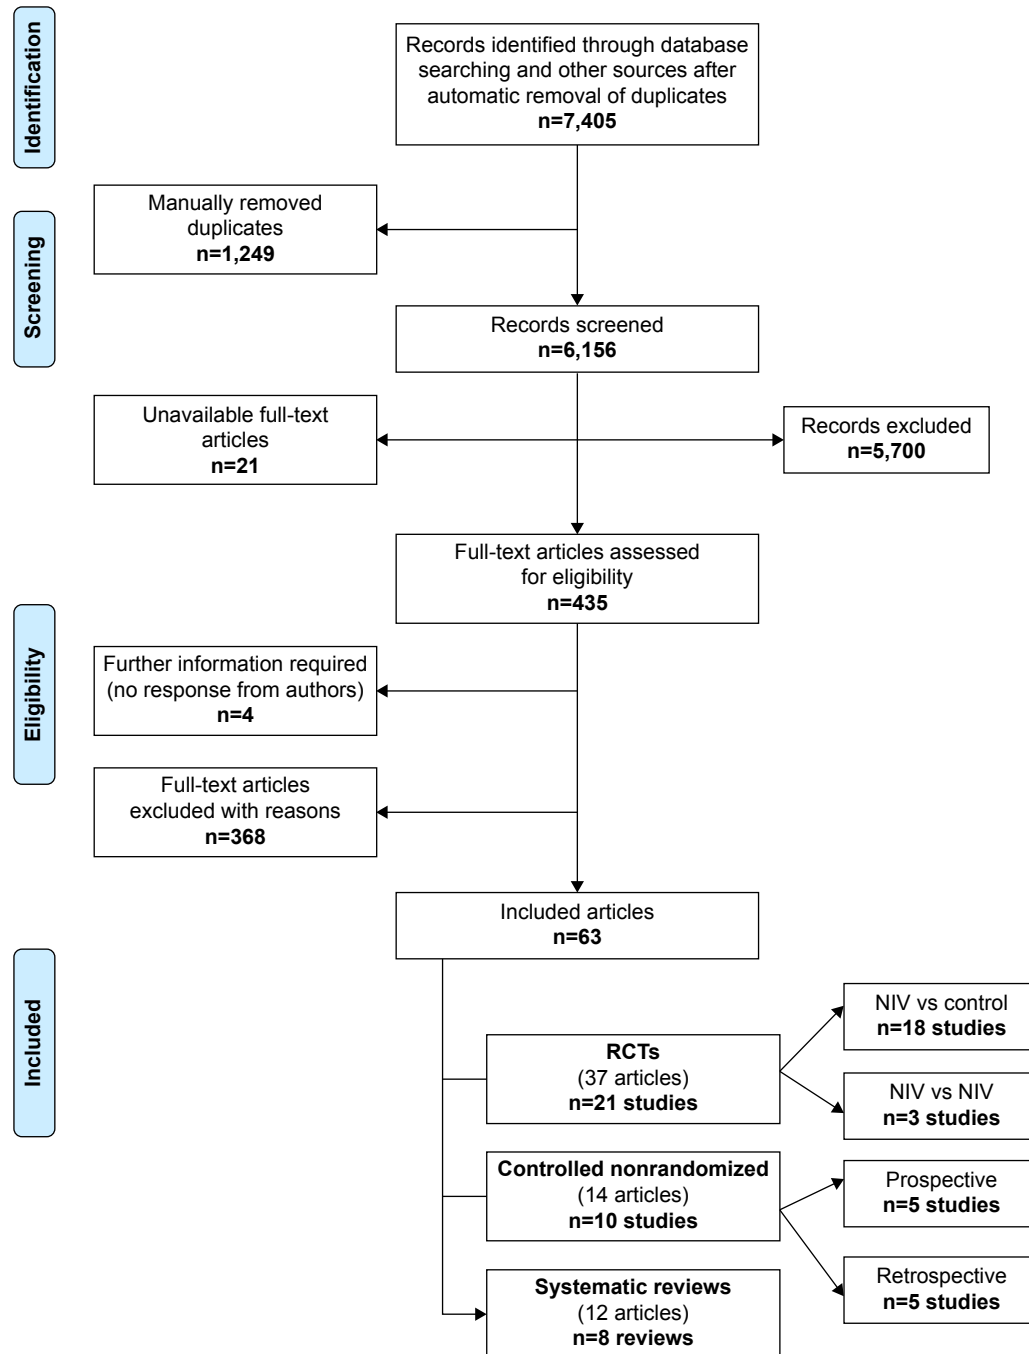 Identification
Records identified through database
searching and other sources after
automatic removal of duplicates
n=7,405
Manually removed
duplicates
n=1,249
Screening
Records screened
n=6,156
Unavailable full-text
articles
n=21
Records excluded
n=5,700
Full-text articles assessed
for eligibility
n=435
Eligibility
Further information required
(no response from authors)
n=4
Full-text articles
excluded with reasons
n=368
Included articles
n=63
Included
RCTs
(37 articles)
n=21 studies
NIV vs control
n=18 studies
NIV vs NIV
n=3 studies
Controlled nonrandomized
(14 articles)
n=10 studies
Prospective
n=5 studies
Retrospective
n=5 studies
Systematic reviews
(12 articles)
n=8 reviews